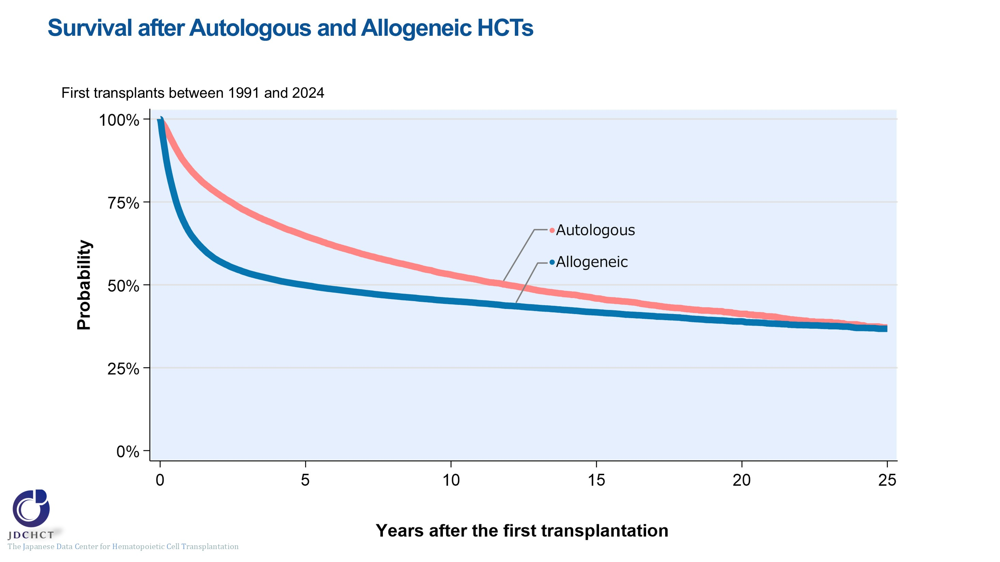 Survival after Autologous and Allogeneic HCTs
First transplants between 1991 and 2024
100%
75%
50%
25%
0%
Probability
Autologous
Allogeneic
0 5 10 15 20 25
Years after the first transplantation
JDCHCT
The Japanese Data Center for Hematopoietic Cell Transplantation